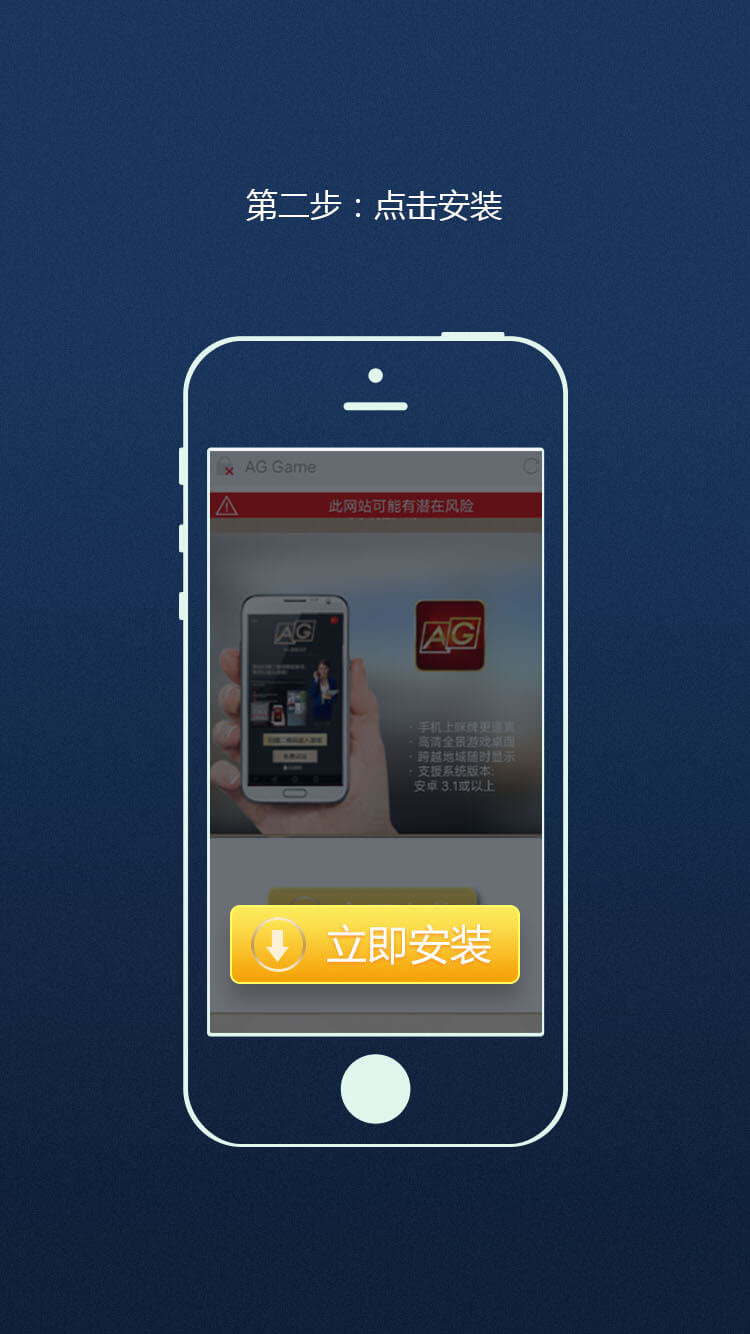 第二步：点击安装
AG Game
此网站可能有潜在风险
AG
AG
· 手机上咪牌更逼真
· 高清全景游戏桌面
· 跨越地域随时显示
· 支援系统版本:
安卓 3.1或以上
立即安装